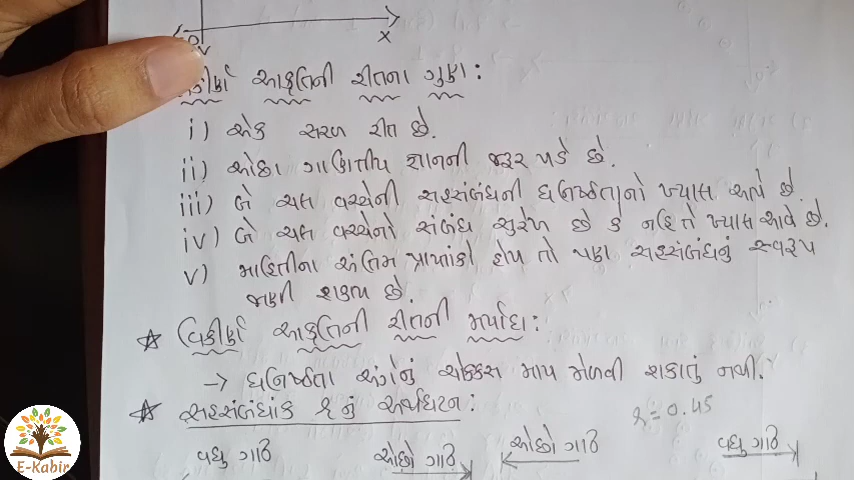 X
વિકીર્ણ આકૃતિની રીતના ગુણ :
i) એક સરળ રીત છે.
ii) ઓછા ગાણિતીય જ્ઞાનની જરૂર પડે છે.
iii) બે ચલ વચ્ચેની સહસંબંધની ઘનિષ્ઠતાનો ખ્યાલ આપે છે.
iv) બે ચલ વચ્ચેનો સંબંધ સુરેખ છે કે નહિ તે ખ્યાલ આવે છે.
v) માહિતીના અંતિમ પ્રાપ્તાંકો હોય તો પણ સહસંબંધનું સ્વરૂપ
જાણી શકાય છે.
☆ વિકીર્ણ આકૃતિની રીતની મર્યાદા :
→ ઘનિષ્ઠતા અંગેનું ચોક્કસ માપ મેળવી શકાતું નથી.
☆ સહસંબંધાંક r નું અર્થઘટન :
r = 0.45
વધુ ગાઢ ઓછો ગાઢ ઓછો ગાઢ વધુ ગાઢ
E-Kabir